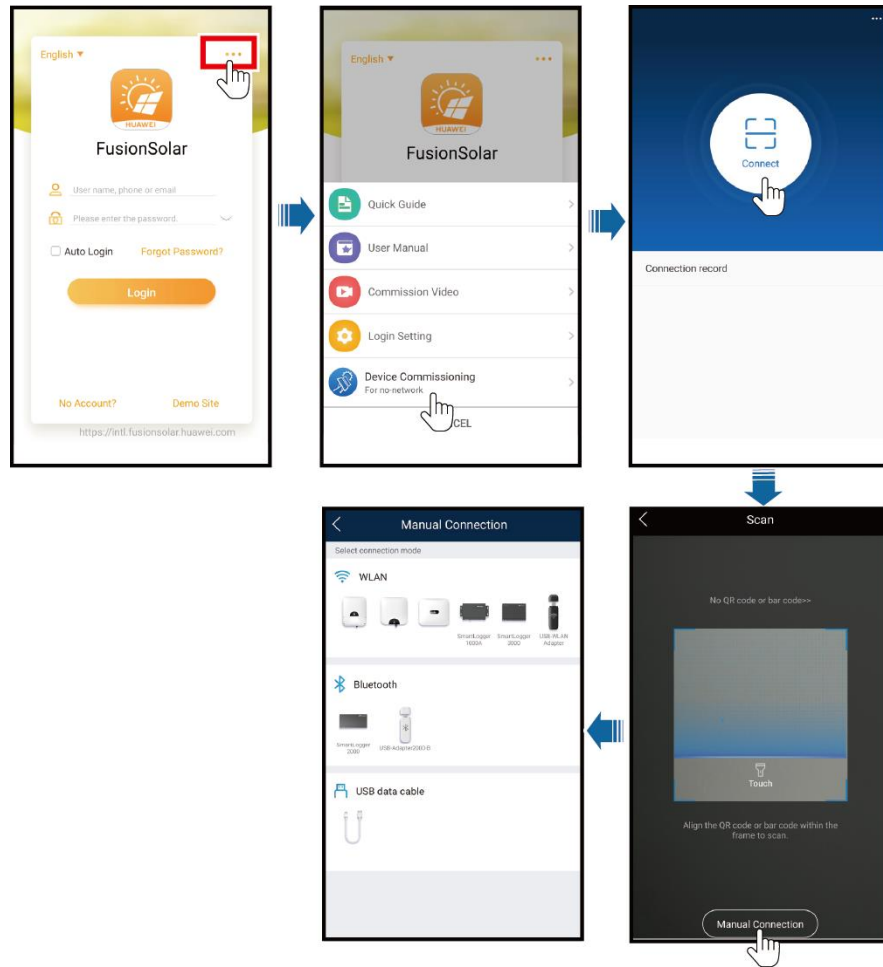 English ▼
•••
HUAWEI
FusionSolar
User name, phone or email
Please enter the password.
Auto Login Forgot Password?
Login
No Account? Demo Site
https://intl.fusionsolar.huawei.com
English ▼
•••
HUAWEI
FusionSolar
Quick Guide
User Manual
Commission Video
Login Setting
Device Commissioning
For no-network
CEL
...
Connect
Connection record
Scan
No QR code or bar code>>
Touch
Align the QR code or bar code within the
frame to scan.
Manual Connection
Manual Connection
Select connection mode
WLAN
SmartLogger SmartLogger USB-WLAN
1000A 2000 Adapter
Bluetooth
SmartLogger
2000
USB-Adapter2000-B
USB data cable